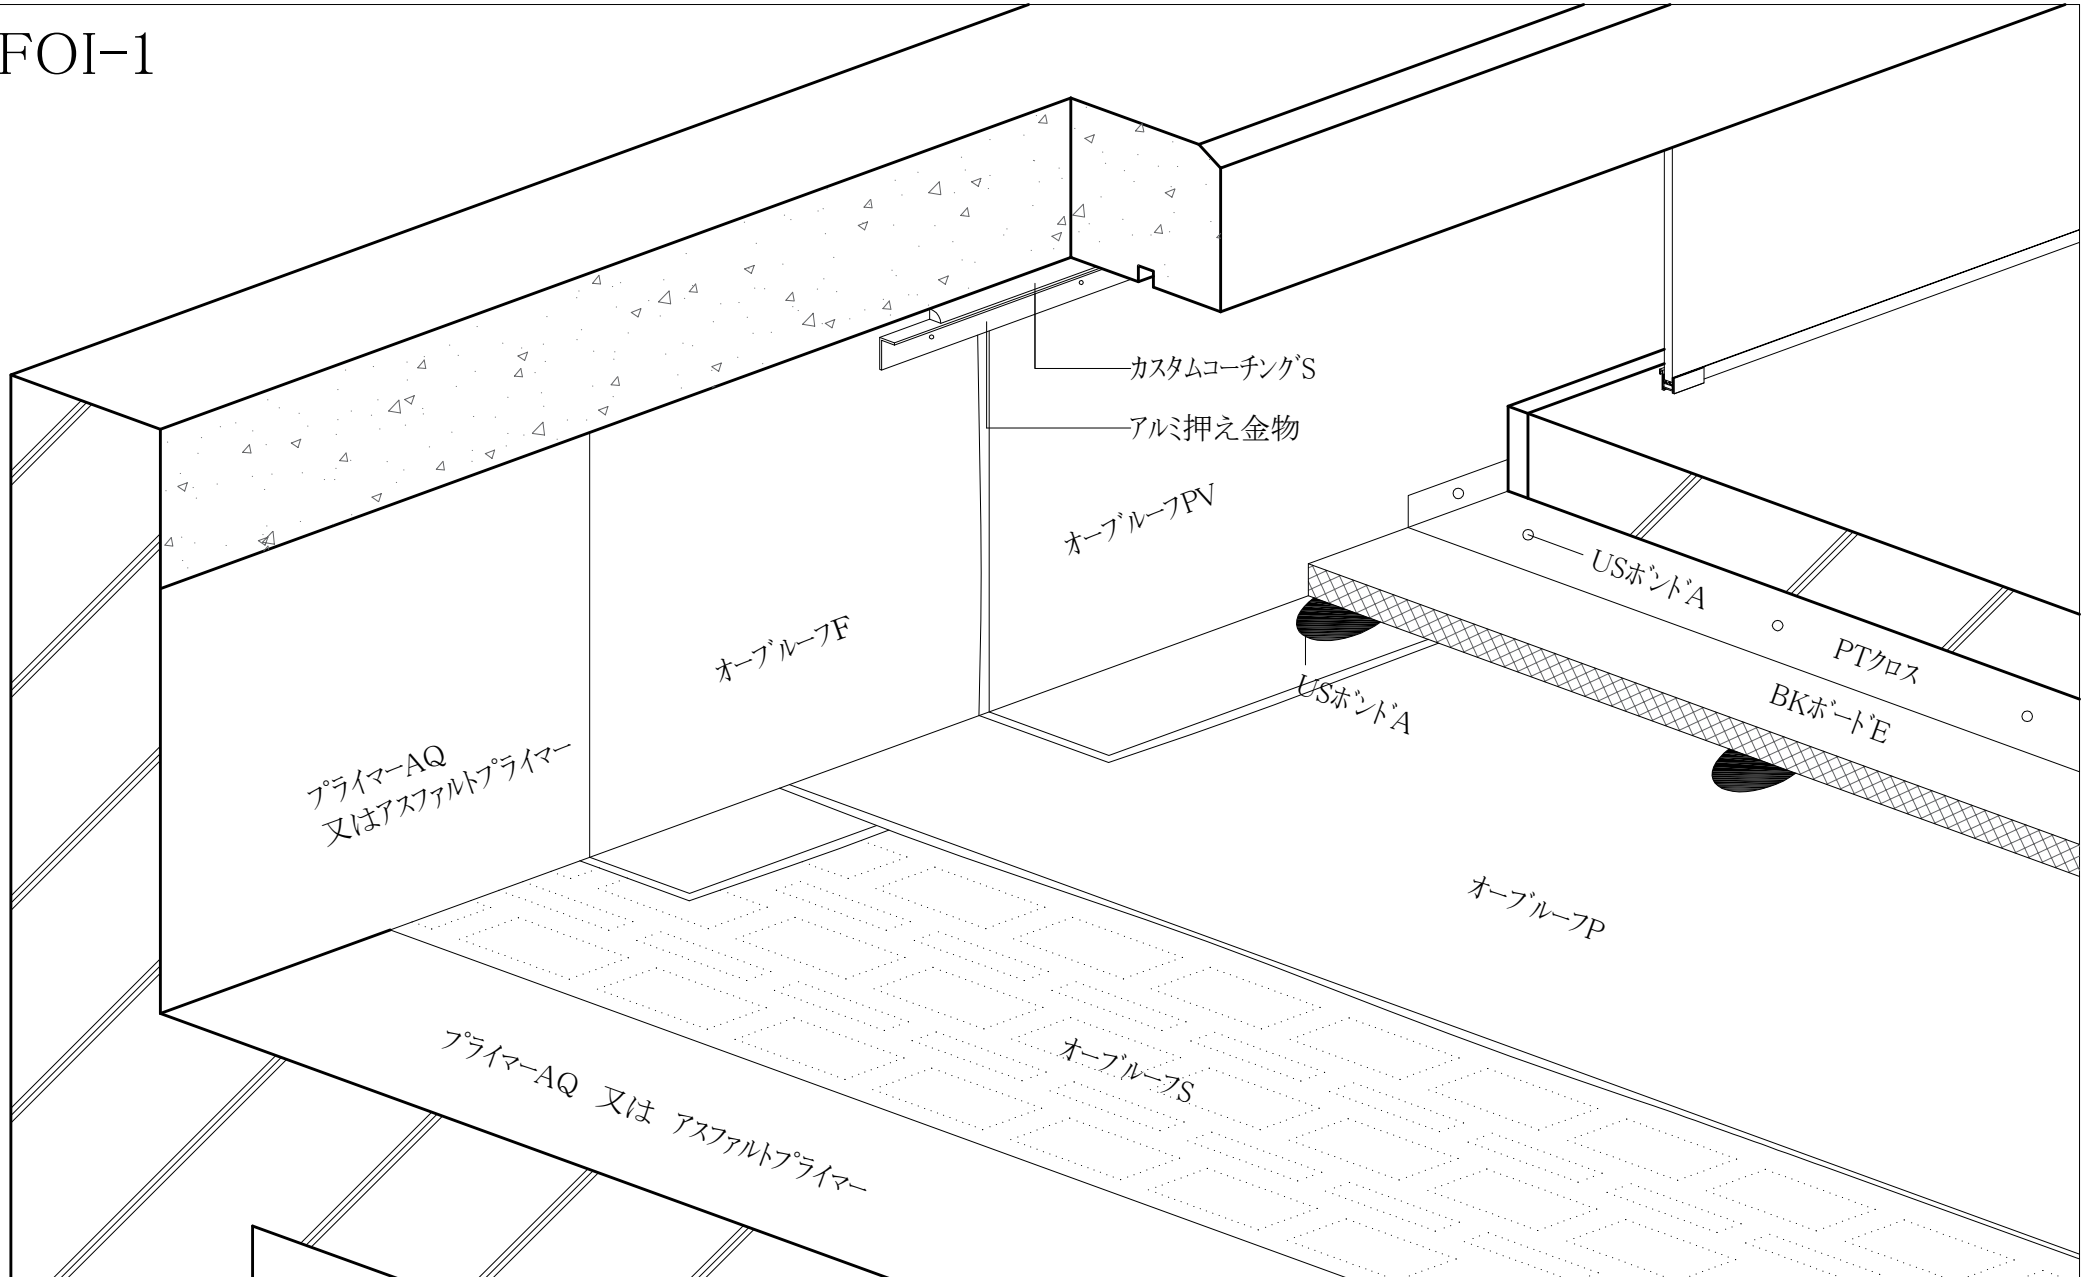 FOI-1
カスタムコーチングS
アルミ押え金物
オーブルーフPV
USボンドA
PTクロス
BKボードE
オーブルーフF
USボンドA
プライマーAQ
又はアスファルトプライマー
オーブルーフP
オーブルーフS
プライマーAQ 又は アスファルトプライマー